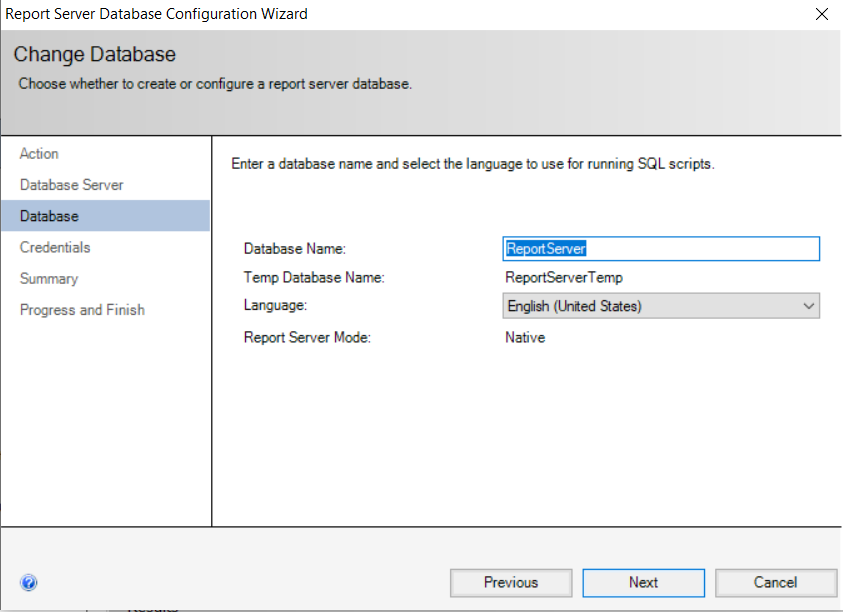 Report Server Database Configuration Wizard
Change Database
Choose whether to create or configure a report server database.
Action
Database Server
Database
Credentials
Summary
Progress and Finish
Enter a database name and select the language to use for running SQL scripts.
Database Name: ReportServer
Temp Database Name: ReportServerTemp
Language: English (United States)
Report Server Mode: Native
Previous Next Cancel